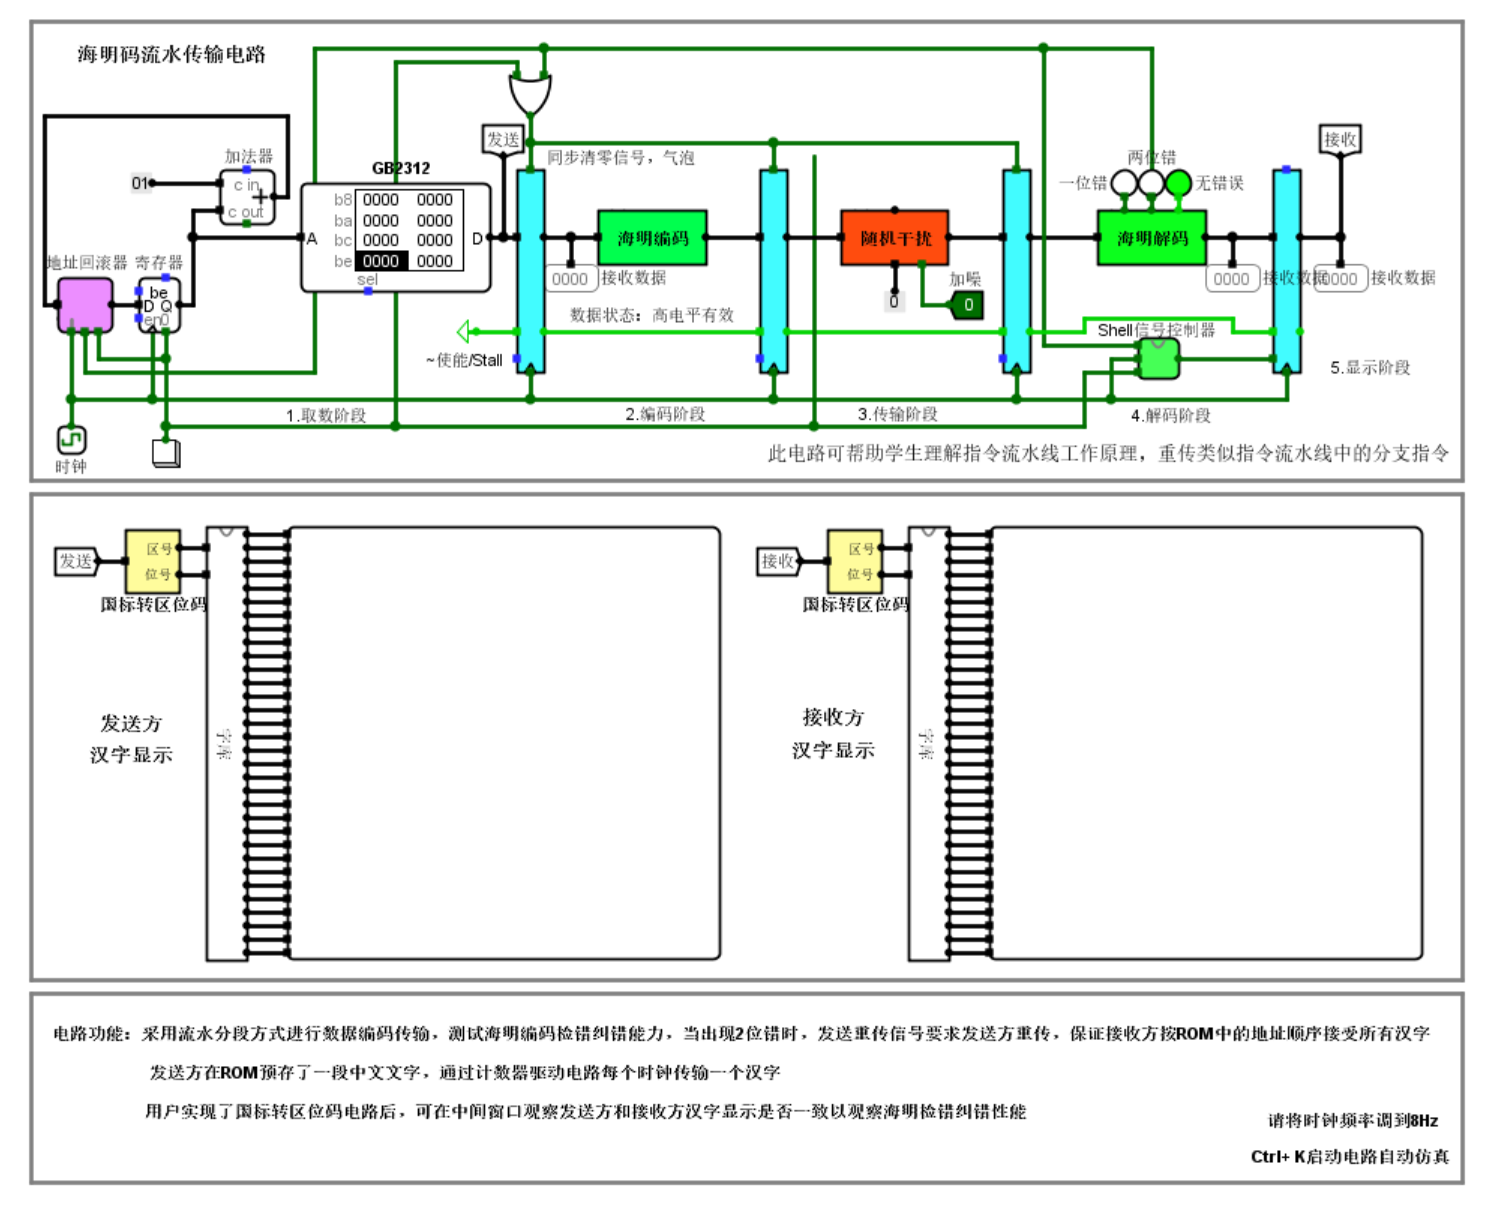 海明码流水传输电路
加法器
01
c in
+
c out
地址回滚器
寄存器
be
D Q
en 0
GB2312
b8 0000 0000
ba 0000 0000
bc 0000 0000
be 0000 0000
A
D
sel
发送
同步清零信号，气泡
海明编码
0000
接收数据
随机干扰
0
加噪
0
两位错
一位错
无错误
海明解码
0000
接收数据
接收
0000
接收数据
数据状态：高电平有效
~使能/Stall
Shell信号控制器
时钟
1.取数阶段
2.编码阶段
3.传输阶段
4.解码阶段
5.显示阶段
此电路可帮助学生理解指令流水线工作原理，重传类似指令流水线中的分支指令
发送
区号
位号
国标转区位码
字库
发送方
汉字显示
接收
区号
位号
国标转区位码
字库
接收方
汉字显示
电路功能：采用流水分段方式进行数据编码传输，测试海明编码检错纠错能力，当出现2位错时，发送重传信号要求发送方重传，保证接收方按ROM中的地址顺序接受所有汉字
发送方在ROM预存了一段中文文字，通过计数器驱动电路每个时钟传输一个汉字
用户实现了国标转区位码电路后，可在中间窗口观察发送方和接收方汉字显示是否一致以观察海明检错纠错性能
请将时钟频率调到8Hz
Ctrl+ K启动电路自动仿真